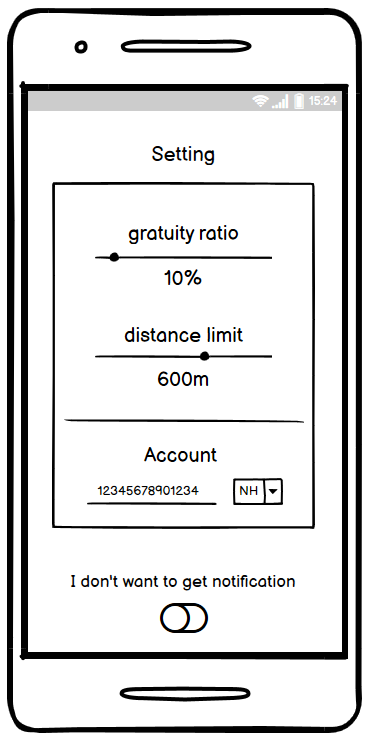 15:24
Setting
gratuity ratio
10%
distance limit
600m
Account
12345678901234 NH
I don't want to get notification